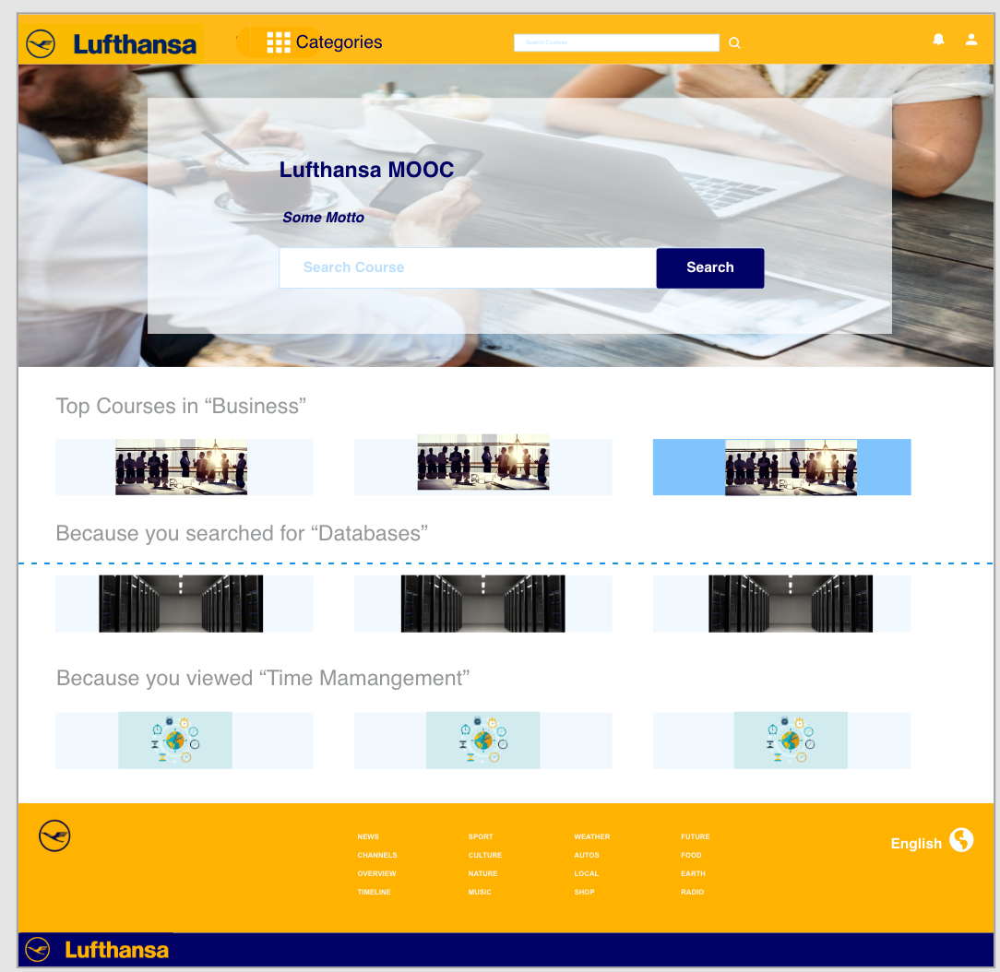 Lufthansa
Categories
Search Courses
Lufthansa MOOC
Some Motto
Search Course
Search
Top Courses in “Business”
Because you searched for “Databases”
Because you viewed “Time Mamangement”
NEWS
SPORT
WEATHER
FUTURE
CHANNELS
CULTURE
AUTOS
FOOD
OVERVIEW
NATURE
LOCAL
EARTH
TIMELINE
MUSIC
SHOP
RADIO
English
Lufthansa